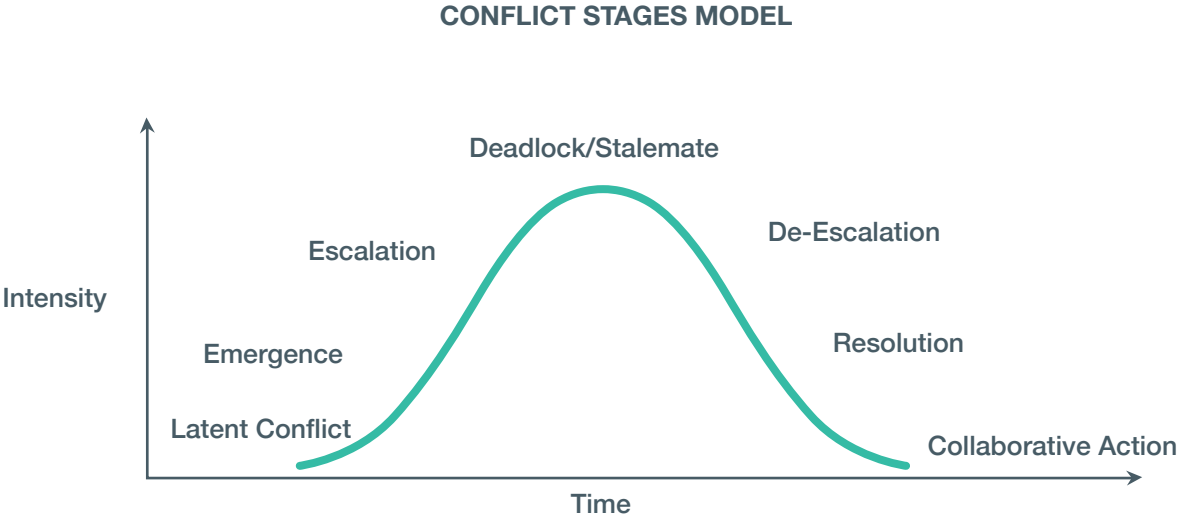 CONFLICT STAGES MODEL
Deadlock/Stalemate
De-Escalation
Escalation
Intensity
Resolution
Emergence
Latent Conflict
Collaborative Action
Time